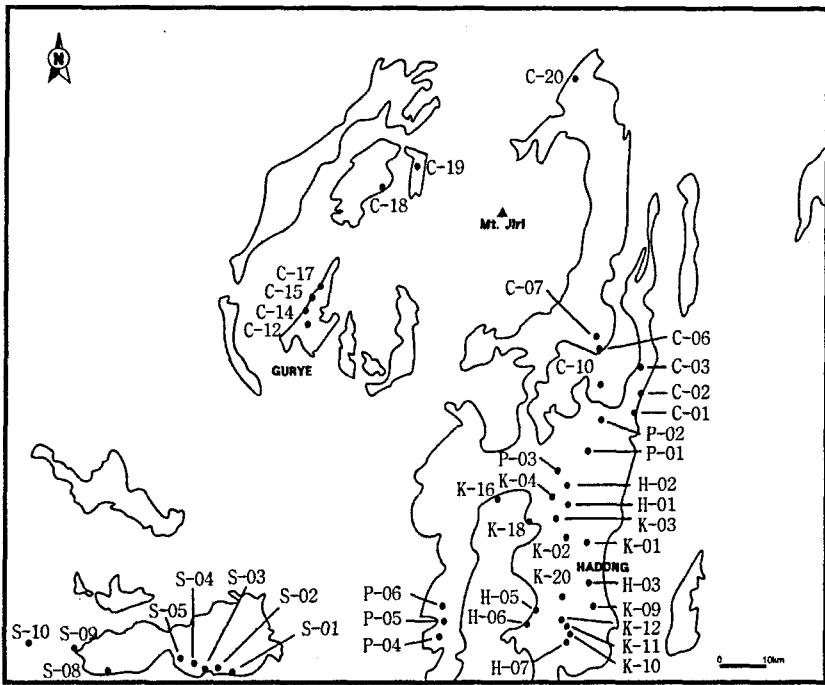 N
C-20
C-19
C-18
Mt. Jiri
C-17
C-15
C-14
C-12
GURYE
C-07
C-06
C-10
C-03
C-02
C-01
P-02
P-01
P-03
K-04
K-16
H-02
H-01
K-03
K-18
K-02
K-01
HADONG
K-20
H-03
H-05
K-09
H-06
K-12
K-11
K-10
H-07
P-06
P-05
P-04
S-03
S-04
S-02
S-05
S-01
S-10
S-09
S-08
0 10km